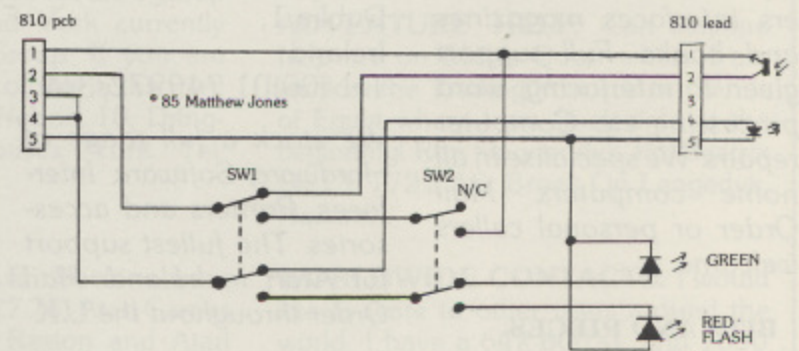 810 pcb
810 lead
1
2
3
4
5
2
3
4
5
• 85 Matthew Jones
SW1
SW2
N/C
GREEN
RED
FLASH